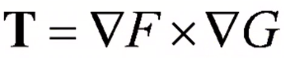 T = ∇F × ∇G